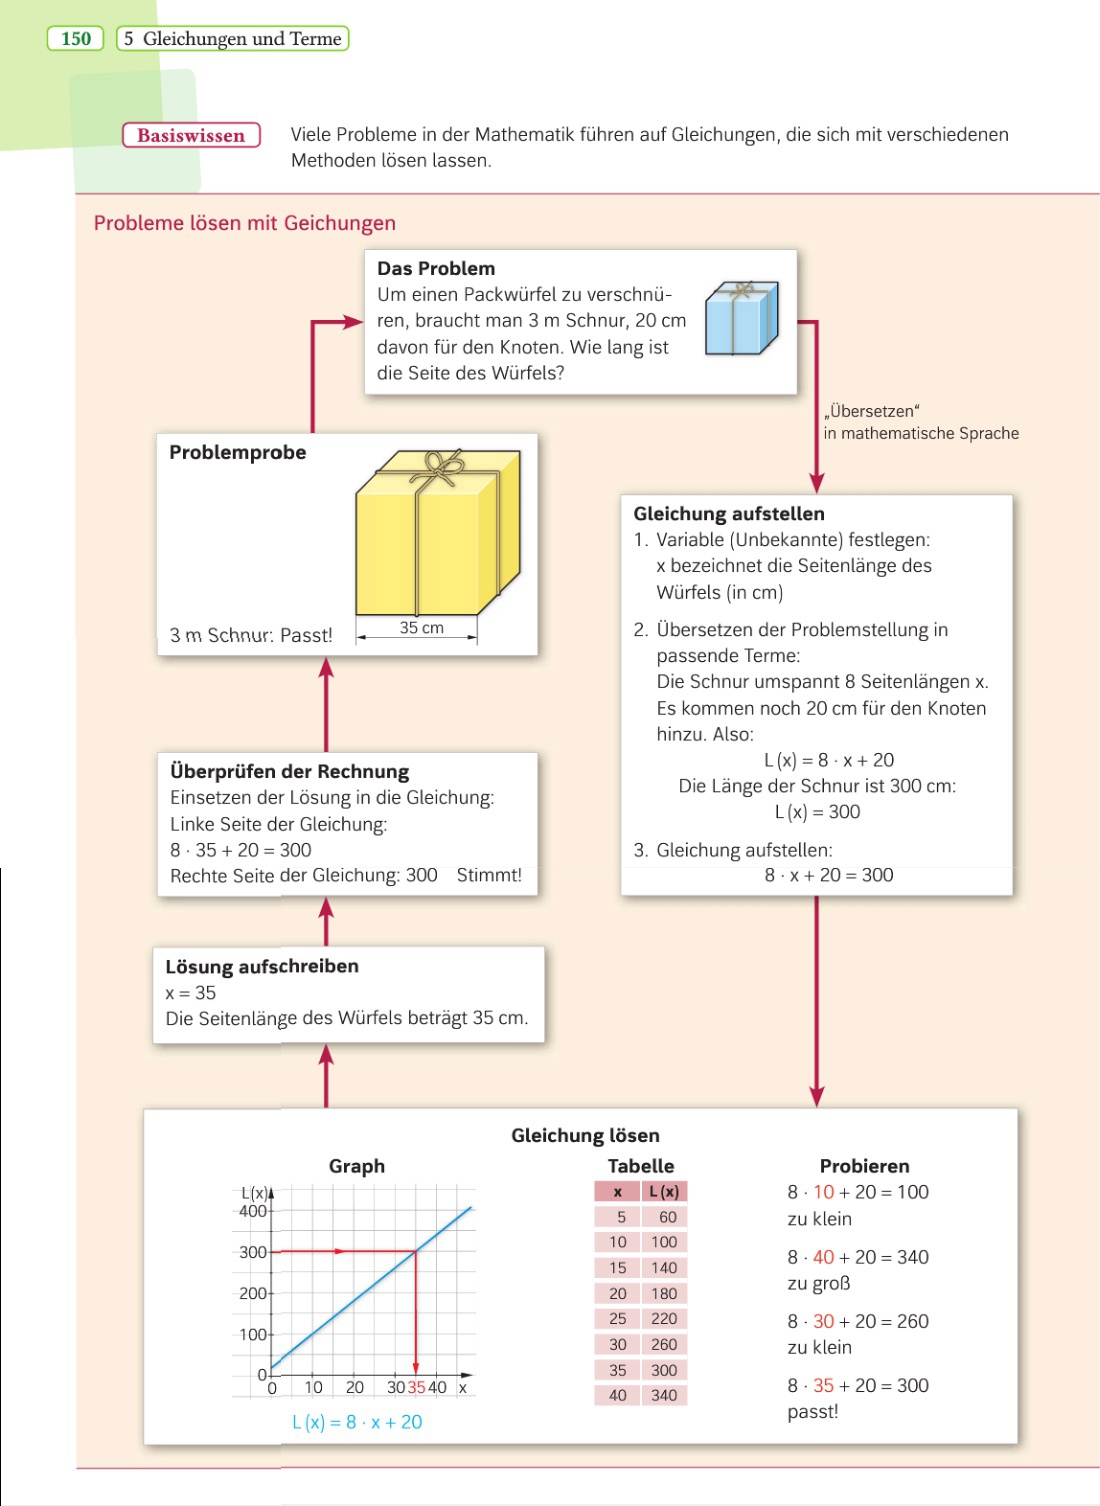 150
5 Gleichungen und Terme
Basiswissen
Viele Probleme in der Mathematik führen auf Gleichungen, die sich mit verschiedenen
Methoden lösen lassen.
Probleme lösen mit Geichungen
Das Problem
Um einen Packwürfel zu verschnü-
ren, braucht man 3 m Schnur, 20 cm
davon für den Knoten. Wie lang ist
die Seite des Würfels?
„Übersetzen“
in mathematische Sprache
Gleichung aufstellen
1. Variable (Unbekannte) festlegen:
x bezeichnet die Seitenlänge des
Würfels (in cm)
2. Übersetzen der Problemstellung in
passende Terme:
Die Schnur umspannt 8 Seitenlängen x.
Es kommen noch 20 cm für den Knoten
hinzu. Also:
L (x) = 8 · x + 20
Die Länge der Schnur ist 300 cm:
L (x) = 300
3. Gleichung aufstellen:
8 · x + 20 = 300
Gleichung lösen
Graph
L(x)
400
300
200
100
0
0 10 20 30 35 40 x
L (x) = 8 · x + 20
Tabelle
x L (x)
5 60
10 100
15 140
20 180
25 220
30 260
35 300
40 340
Probieren
8 · 10 + 20 = 100
zu klein
8 · 40 + 20 = 340
zu groß
8 · 30 + 20 = 260
zu klein
8 · 35 + 20 = 300
passt!
Lösung aufschreiben
x = 35
Die Seitenlänge des Würfels beträgt 35 cm.
Überprüfen der Rechnung
Einsetzen der Lösung in die Gleichung:
Linke Seite der Gleichung:
8 · 35 + 20 = 300
Rechte Seite der Gleichung: 300 Stimmt!
Problemprobe
35 cm
3 m Schnur: Passt!